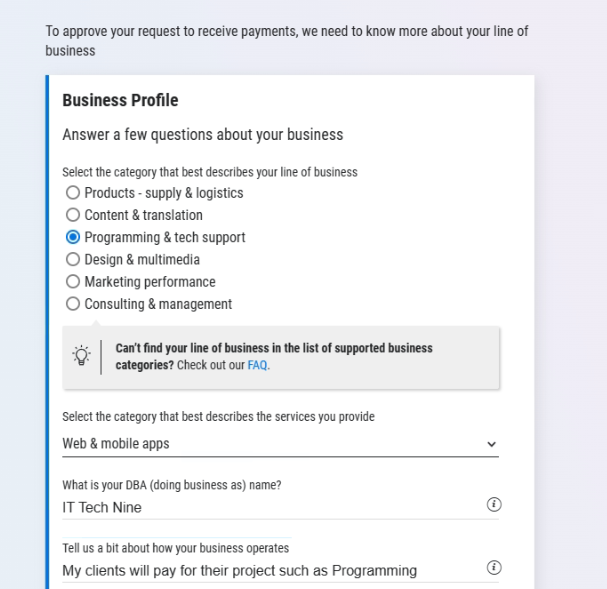 To approve your request to receive payments, we need to know more about your line of
business
Business Profile
Answer a few questions about your business
Select the category that best describes your line of business
Products - supply & logistics
Content & translation
Programming & tech support
Design & multimedia
Marketing performance
Consulting & management
Can't find your line of business in the list of supported business
categories? Check out our FAQ.
Select the category that best describes the services you provide
Web & mobile apps
What is your DBA (doing business as) name?
IT Tech Nine
Tell us a bit about how your business operates
My clients will pay for their project such as Programming